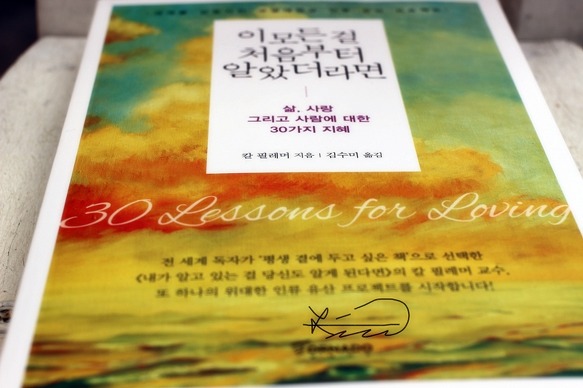 이 모든 걸
처음부터
알았더라면
삶, 사랑
그리고 사람에 대한
30가지 지혜
칼 필레머 지음 | 김수미 옮김
30 Lessons for Loving
전 세계 독자가 '평생 곁에 두고 싶은 책'으로 선택한
《내가 알고 있는 걸 당신도 알게 된다면》의 칼 필레머 교수,
또 하나의 위대한 인류 유산 프로젝트를 시작합니다!